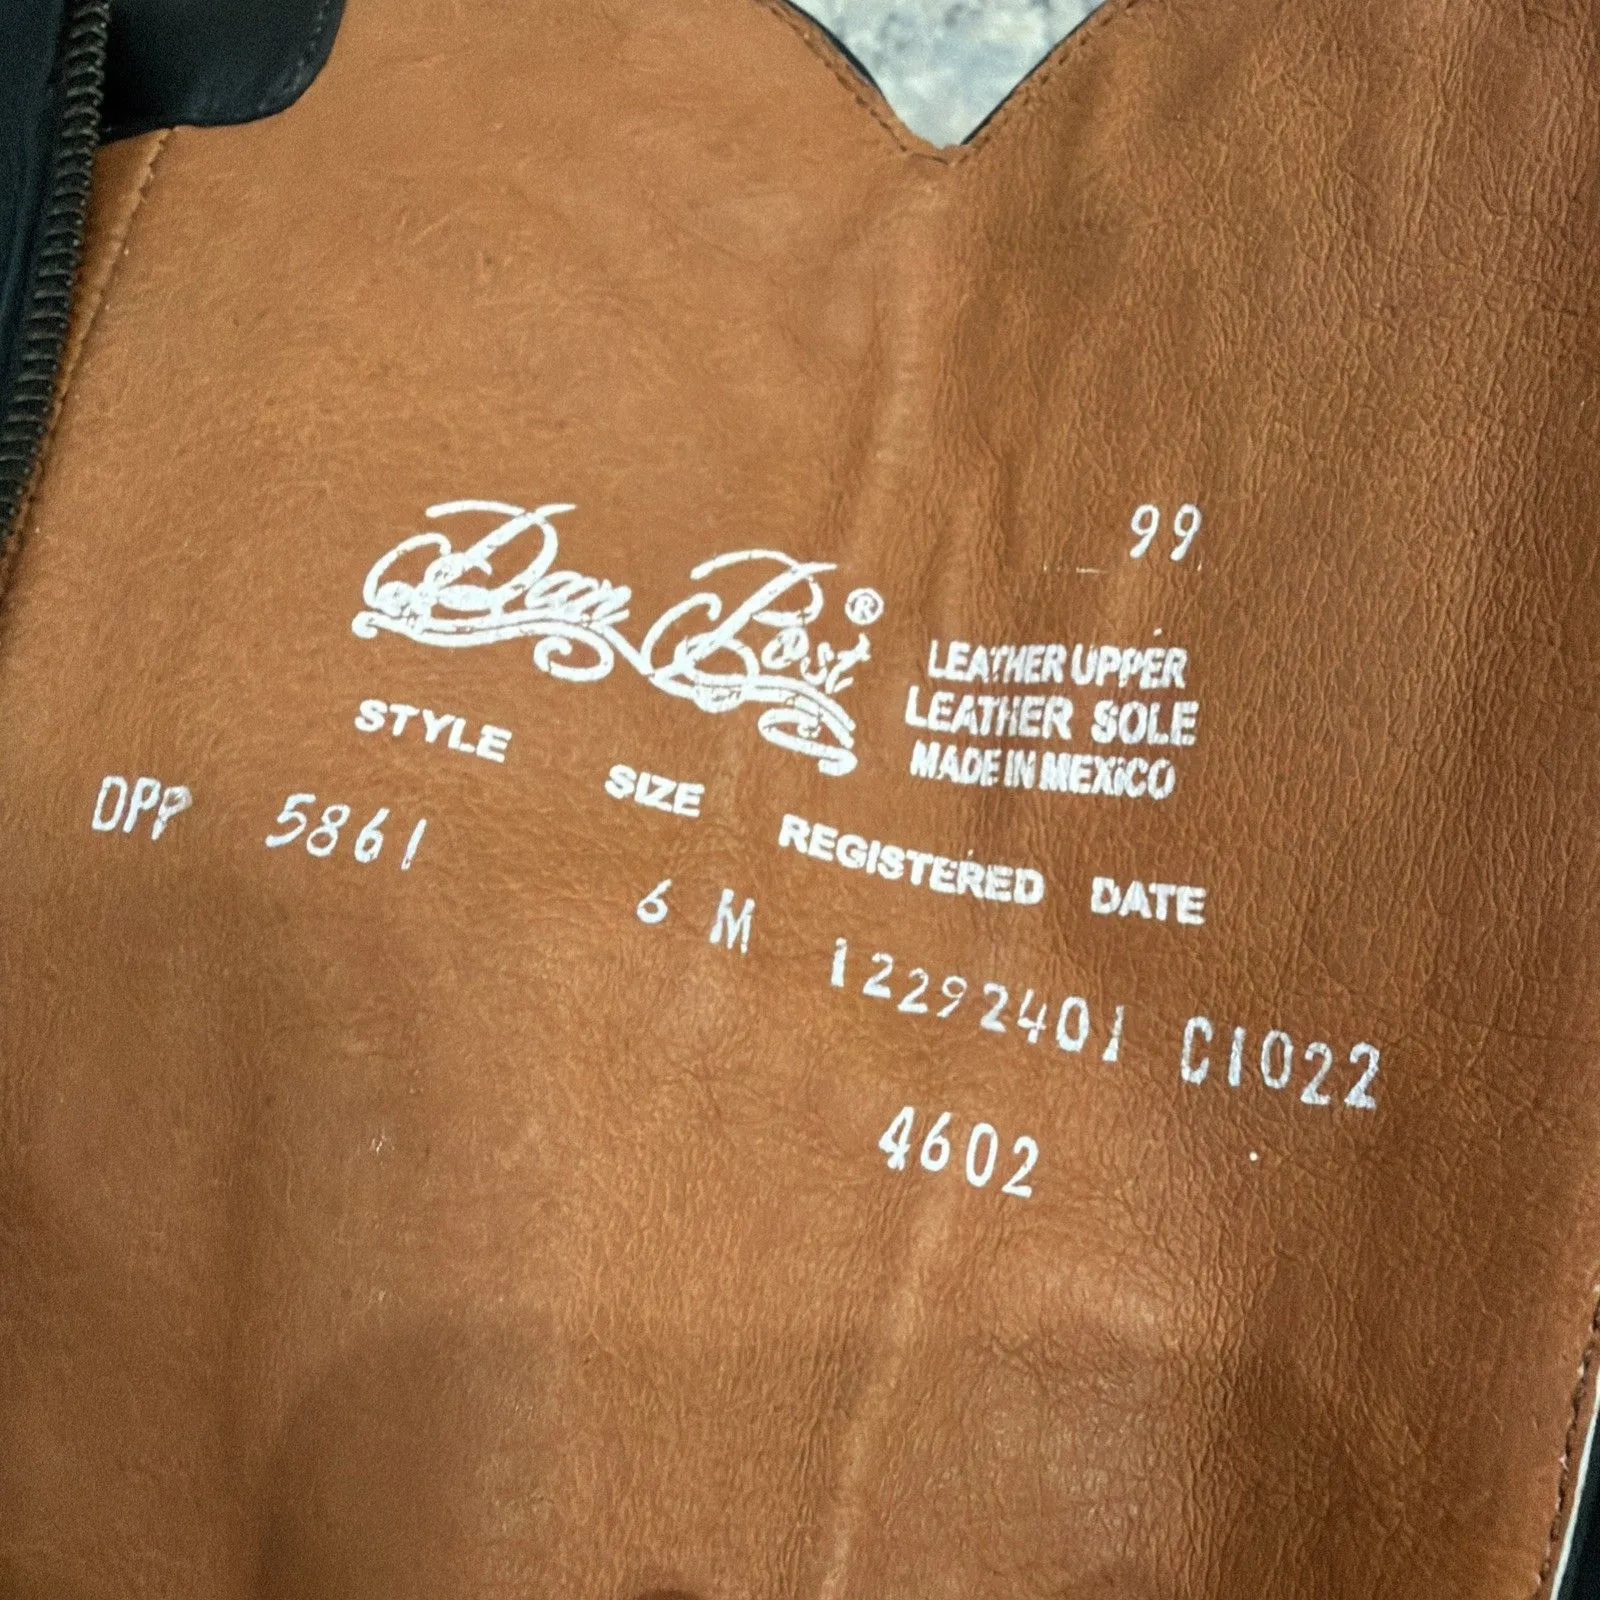 99
Dan Post®
LEATHER UPPER
LEATHER SOLE
MADE IN MEXICO
STYLE SIZE REGISTERED DATE
DPP 5861 6 M 12292401 C1022
4602